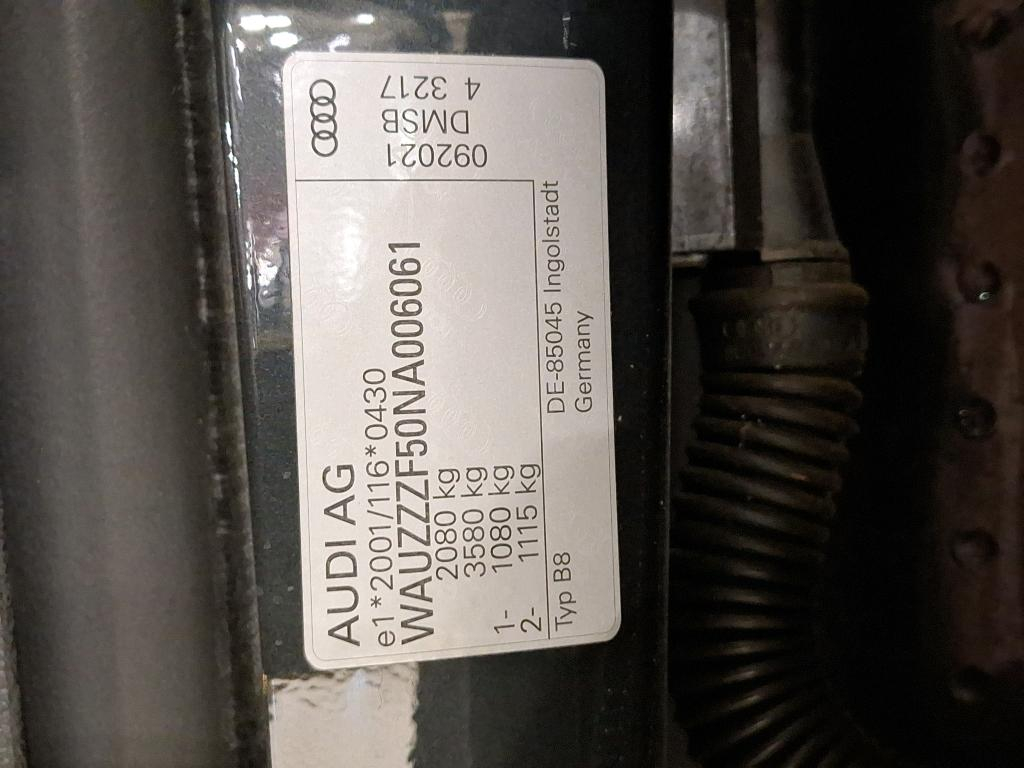 AUDI AG
e1*2001/116*0430
WAUZZZF50NA006061
2080 kg
3580 kg
1- 1080 kg
2- 1115 kg
Typ B8
DE-85045 Ingolstadt
Germany
092021
DMSB
4 3217